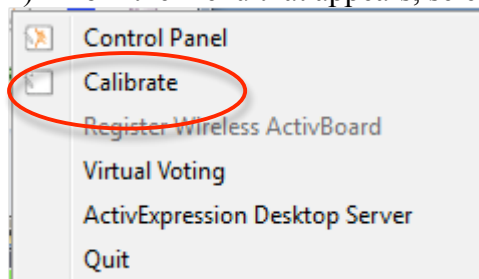 Control Panel
Calibrate
Register Wireless ActivBoard
Virtual Voting
ActivExpression Desktop Server
Quit